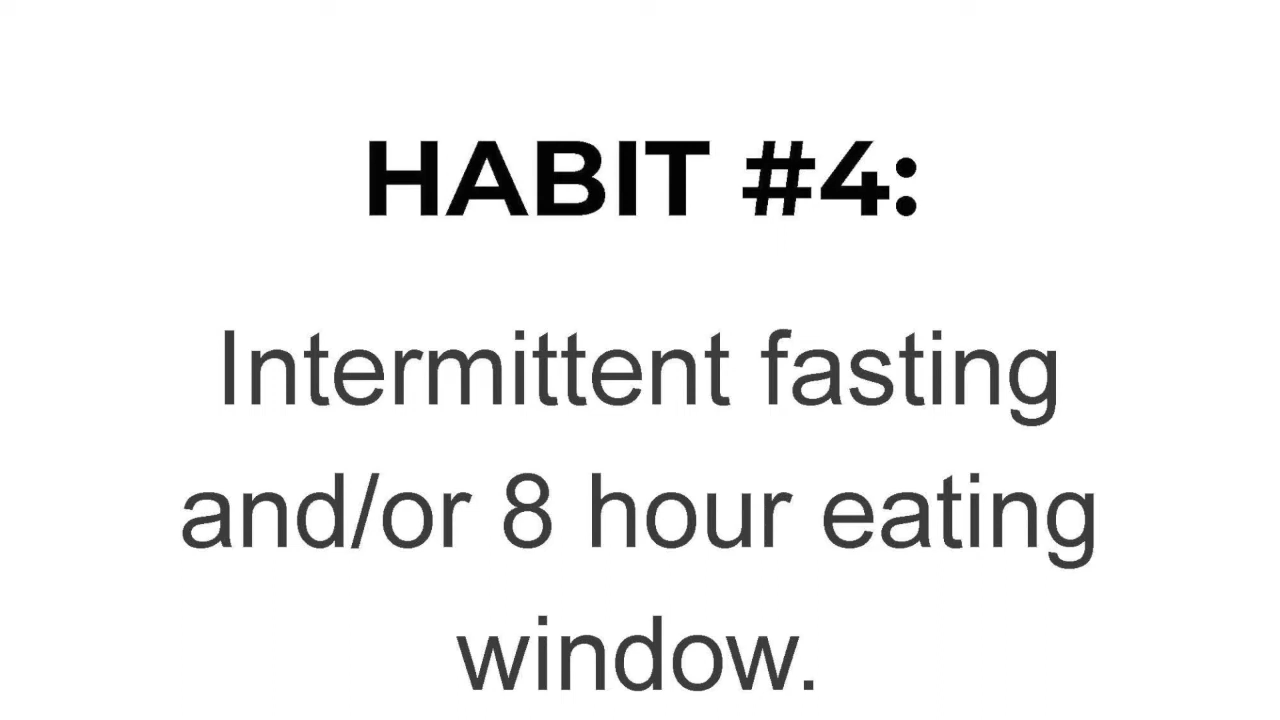 HABIT #4:
Intermittent fasting
and/or 8 hour eating
window.